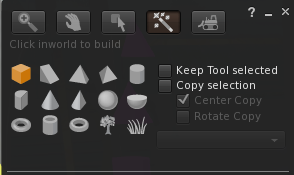 ?
Click inworld to build
Keep Tool selected
Copy selection
Center Copy
Rotate Copy